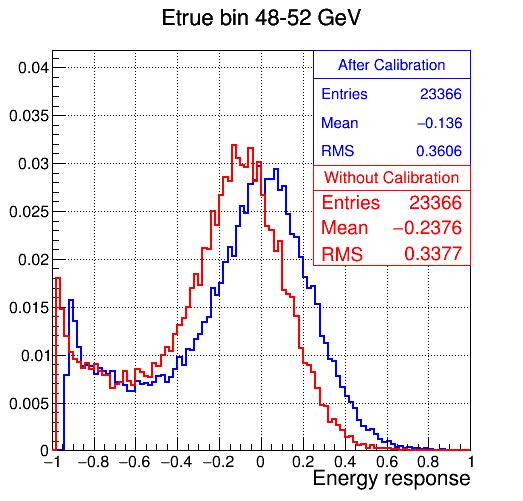 Etrue bin 48-52 GeV
After Calibration
Entries 23366
Mean −0.136
RMS 0.3606
Without Calibration
Entries 23366
Mean −0.2376
RMS 0.3377
0.04
0.035
0.03
0.025
0.02
0.015
0.01
0.005
0
−1 −0.8 −0.6 −0.4 −0.2 0 0.2 0.4 0.6 0.8 1
Energy response